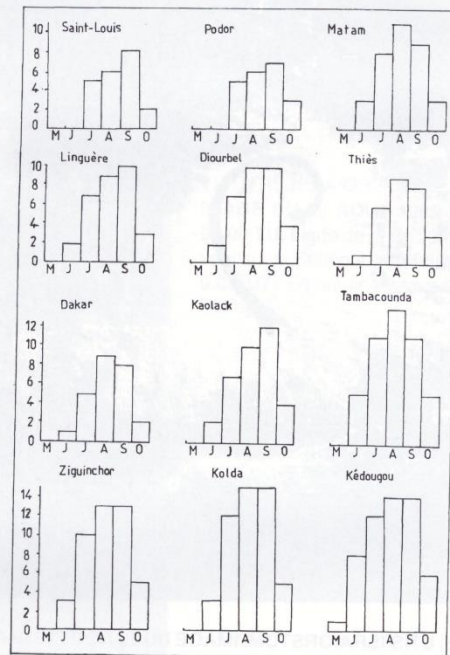 Saint-Louis
10
8
6
4
2
0
M J J A S O
Podor
M J J A S O
Matam
M J J A S O
Linguère
10
8
6
4
2
0
M J J A S O
Diourbel
M J J A S O
Thiès
M J J A S O
Dakar
12
10
8
6
4
2
0
M J J A S O
Kaolack
M J J A S O
Tambacounda
M J J A S O
Ziguinchor
14
12
10
8
6
4
2
0
M J J A S O
Kolda
M J J A S O
Kédougou
M J J A S O